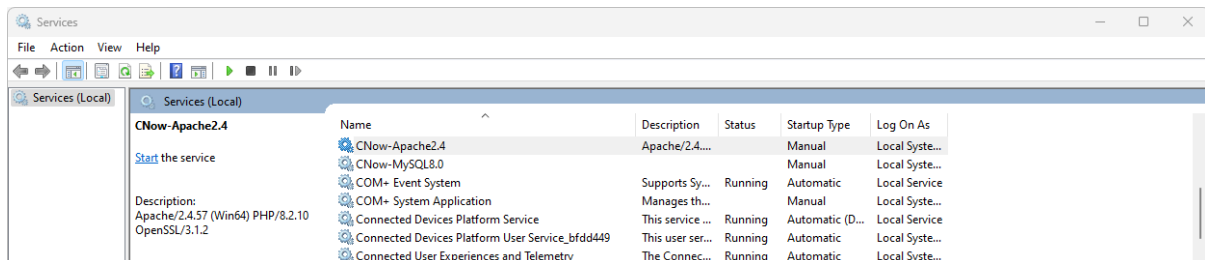 Services
File Action View Help
Services (Local)
Services (Local)
CNow-Apache2.4
Start the service
Description:
Apache/2.4.57 (Win64) PHP/8.2.10
OpenSSL/3.1.2
Name Description Status Startup Type Log On As
CNow-Apache2.4 Apache/2.4.... Manual Local Syste...
CNow-MySQL8.0 Manual Local Syste...
COM+ Event System Supports Sy... Running Automatic Local Service
COM+ System Application Manages th... Manual Local Syste...
Connected Devices Platform Service This service ... Running Automatic (D... Local Service
Connected Devices Platform User Service_bfdd449 This user ser... Running Automatic Local Syste...
Connected User Experiences and Telemetry The Connec... Running Automatic Local Syste...